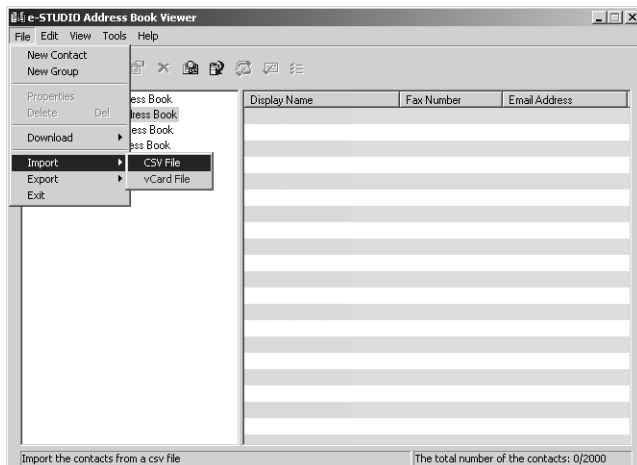 e-STUDIO Address Book Viewer
File Edit View Tools Help
New Contact
New Group
Properties
Delete Del
Download
Import
Export
Exit
CSV File
vCard File
ess Book
dress Book
ess Book
ess Book
Display Name Fax Number Email Address
Import the contacts from a csv file The total number of the contacts: 0/2000